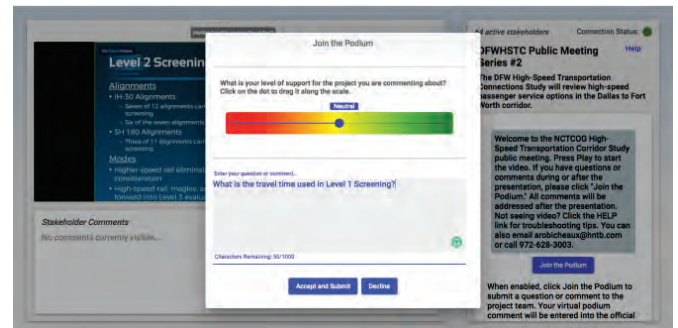 Level 2 Screenin
Alignments
• IH-30 Alignments
Seven of 12 alignments can
screening
Six of the seven alignments
• SH 180 Alignments
Three of 11 alignments can
screening
Modes
• Higher-speed rail eliminat
consideration
• High-speed rail, maglev, a
forward into Level 3 evalua
Stakeholder Comments
No comments currently visible...
Join the Podium
What is your level of support for the project you are commenting about?
Click on the dot to drag it along the scale.
Neutral
Enter your question or comment...
What is the travel time used in Level 1 Screening?
Characters Remaining: 50/1000
Accept and Submit
Decline
active stakeholders
Connection Status:
DFWHSTC Public Meeting
Help
Series #2
The DFW High-Speed Transportation
Connections Study will review high-speed
passenger service options in the Dallas to Fort
Worth corridor.
Welcome to the NCTCOG High-
Speed Transportation Corridor Study
public meeting. Press Play to start
the video. If you have questions or
comments during or after the
presentation, please click "Join the
Podium." All comments will be
addressed after the presentation.
Not seeing video? Click the HELP
link for troubleshooting tips. You can
also email arobicheaux@hntb.com
or call 972-628-3003.
Join the Podium
When enabled, click Join the Podium to
submit a question or comment to the
project team. Your virtual podium
comment will be entered into the official